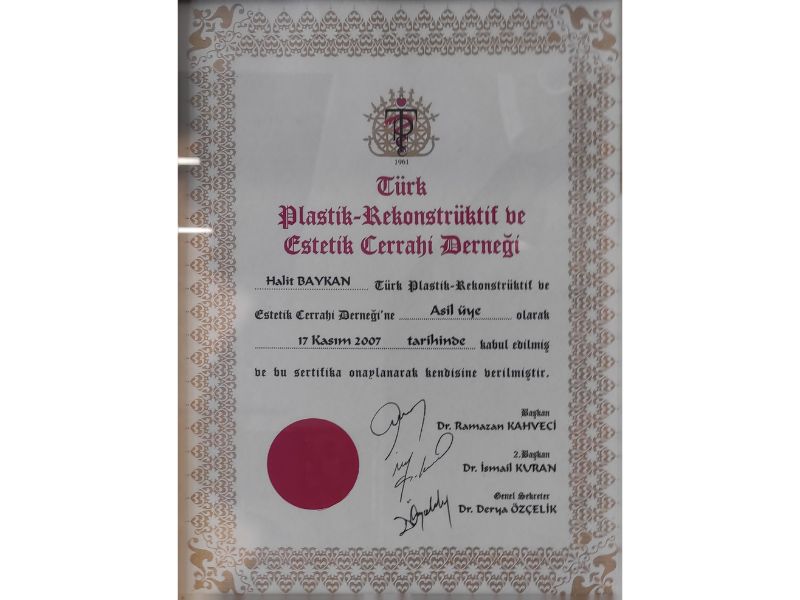 1961
Türk
Plastik-Rekonstrüktif ve
Estetik Cerrahi Derneği
Halit BAYKAN Türk Plastik-Rekonstrüktif ve
Estetik Cerrahi Derneği'ne Asil üye olarak
17 Kasım 2007 tarihinde kabul edilmiş
ve bu sertifika onaylanarak kendisine verilmiştir.
Başkan
Dr. Ramazan KAHVECİ
2.Başkan
Dr. İsmail KURAN
Genel Sekreter
Dr. Derya ÖZÇELİK